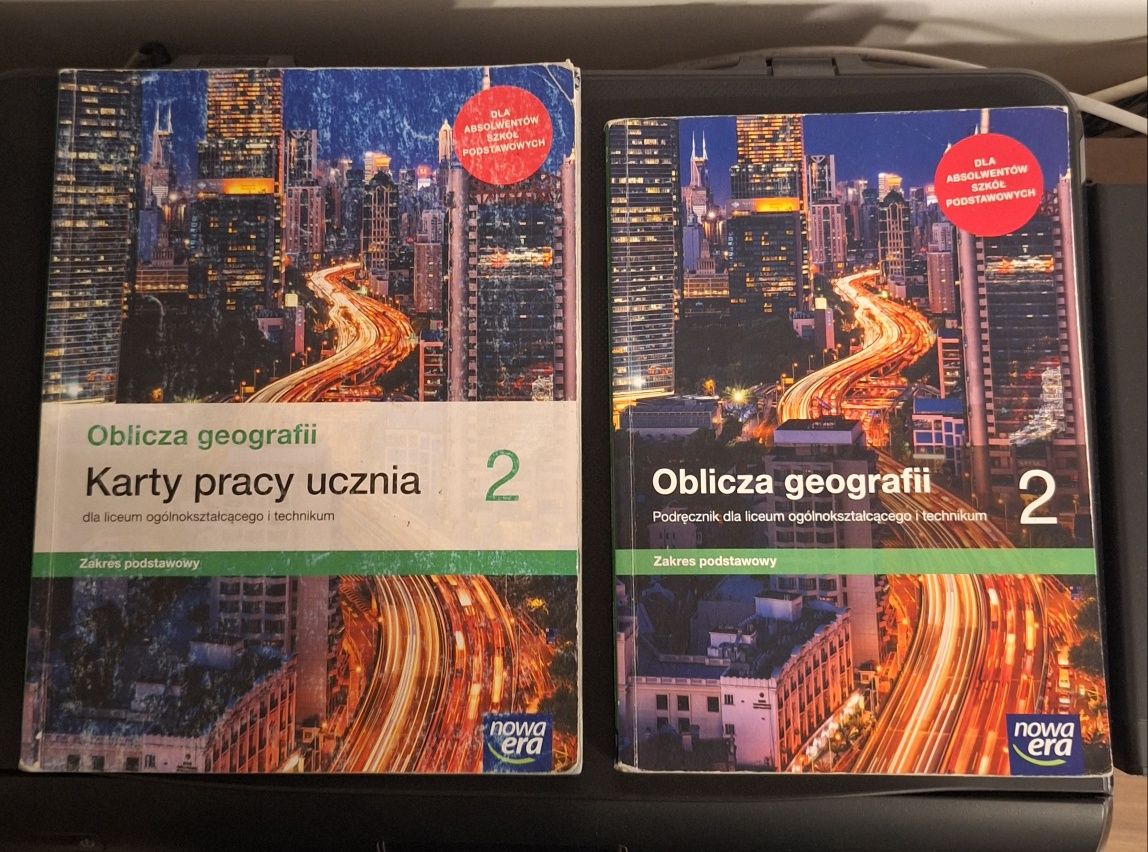 DLA
ABSOLWENTÓW
SZKÓŁ
PODSTAWOWYCH
Oblicza geografii
Karty pracy ucznia 2
dla liceum ogólnokształcącego i technikum
Zakres podstawowy
nowa
era
DLA
ABSOLWENTÓW
SZKÓŁ
PODSTAWOWYCH
Oblicza geografii 2
Podręcznik dla liceum ogólnokształcącego i technikum
Zakres podstawowy
nowa
era